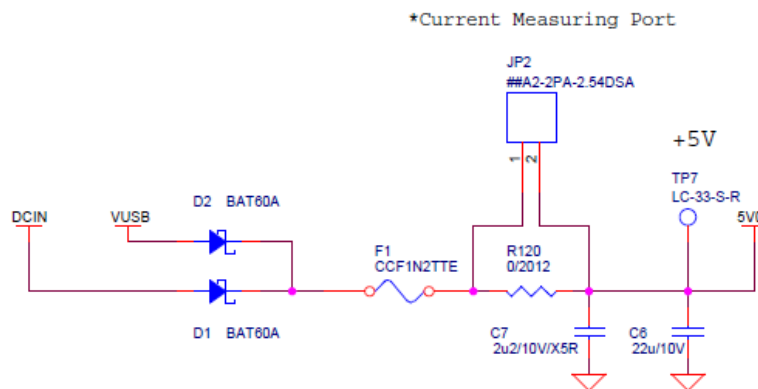 *Current Measuring Port
JP2
##A2-2PA-2.54DSA
1
2
+5V
TP7
LC-33-S-R
D2 BAT60A
DCIN
VUSB
5V0
F1
CCF1N2TTE
R120
0/2012
D1 BAT60A
C7
2u2/10V/X5R
C6
22u/10V